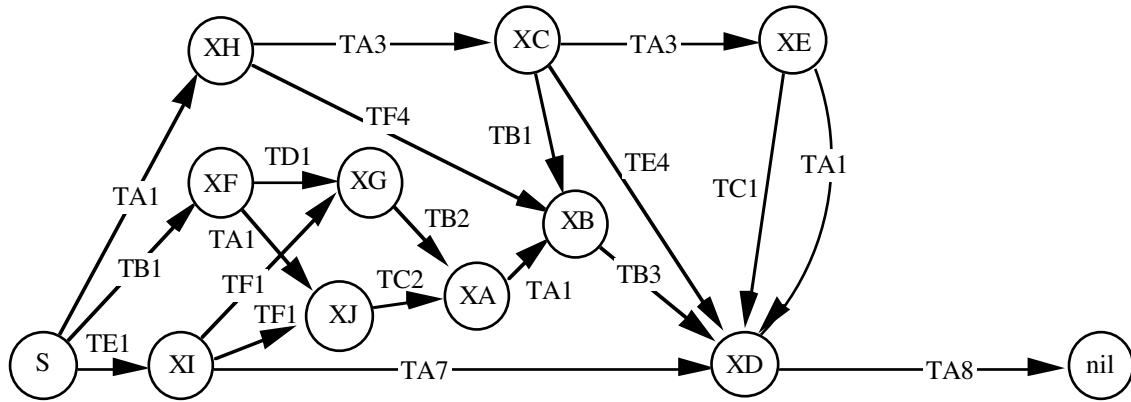 XH
TA3
XC
TA3
XE
TF4
TB1
TE4
TC1
TA1
XF
TD1
XG
TA1
TB1
TA1
TB2
XB
TF1
TF1
XJ
TC2
XA
TA1
TB3
S
TE1
XI
TA7
XD
TA8
nil